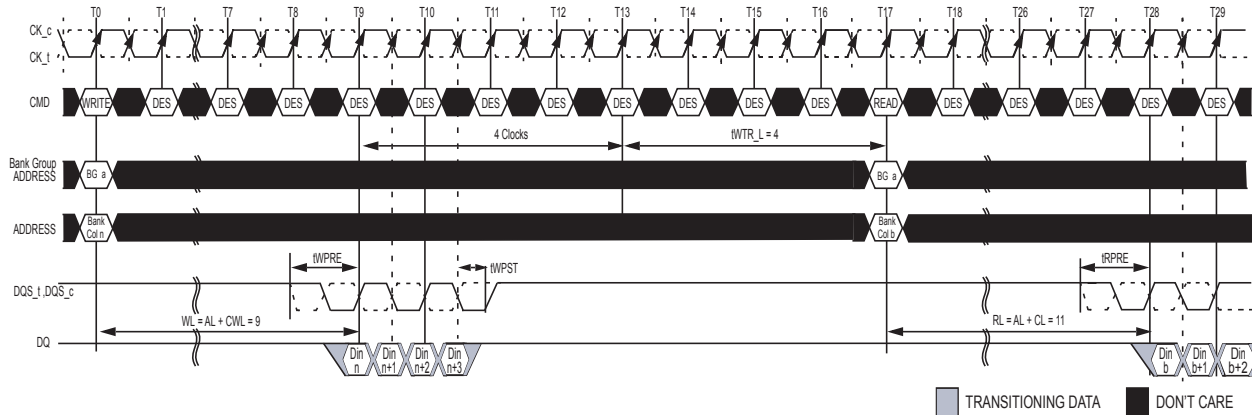 T0 T1 T7 T8 T9 T10 T11 T12 T13 T14 T15 T16 T17 T18 T26 T27 T28 T29
CK_c
CK_t
CMD WRITE DES DES DES DES DES DES DES DES DES DES DES READ DES DES DES DES DES
4 Clocks tWTR_L = 4
Bank Group
ADDRESS BG a BG a
ADDRESS Bank
Col n Bank
Col b
tWPRE tWPST tRPRE
DQS_t ,DQS_c
WL = AL + CWL = 9 RL = AL + CL = 11
DQ Din
n Din
n+1 Din
n+2 Din
n+3 Din
b Din
b+1 Din
b+2
TRANSITIONING DATA DON'T CARE